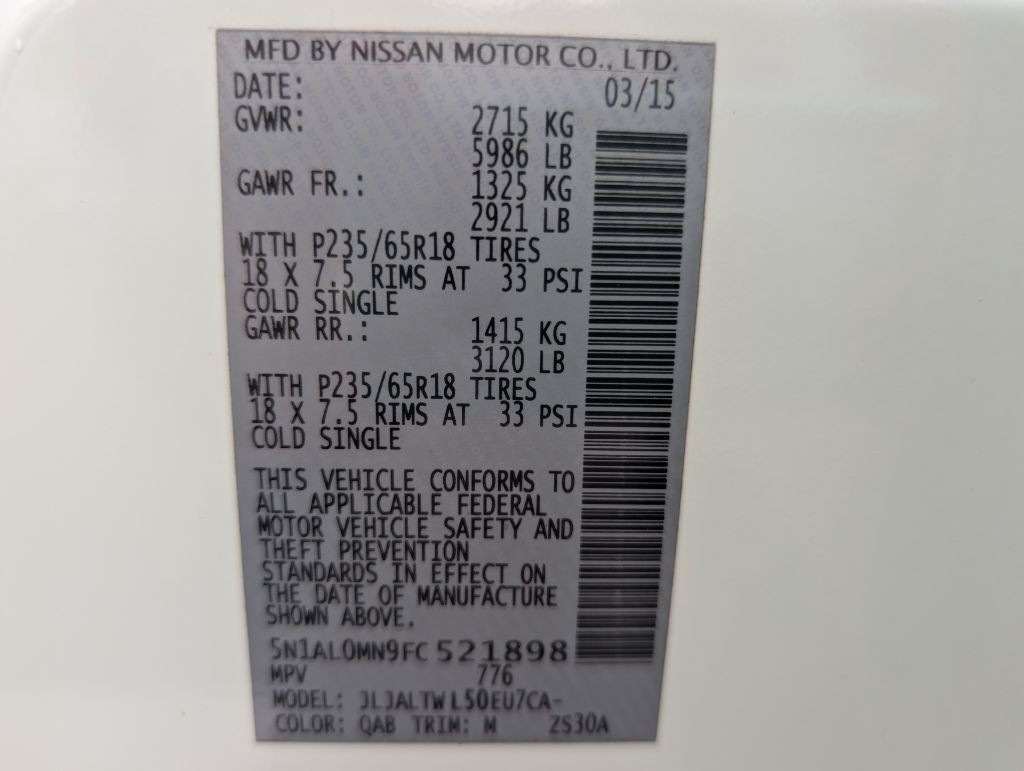 MFD BY NISSAN MOTOR CO., LTD.
DATE: 03/15
GVWR: 2715 KG
5986 LB
GAWR FR.: 1325 KG
2921 LB
WITH P235/65R18 TIRES
18 X 7.5 RIMS AT 33 PSI
COLD SINGLE
GAWR RR.: 1415 KG
3120 LB
WITH P235/65R18 TIRES
18 X 7.5 RIMS AT 33 PSI
COLD SINGLE
THIS VEHICLE CONFORMS TO
ALL APPLICABLE FEDERAL
MOTOR VEHICLE SAFETY AND
THEFT PREVENTION
STANDARDS IN EFFECT ON
THE DATE OF MANUFACTURE
SHOWN ABOVE.
5N1AL0MN9FC521898
MPV 776
MODEL: JLJALTWL50EU7CA-
COLOR: QAB TRIM: M ZS30A